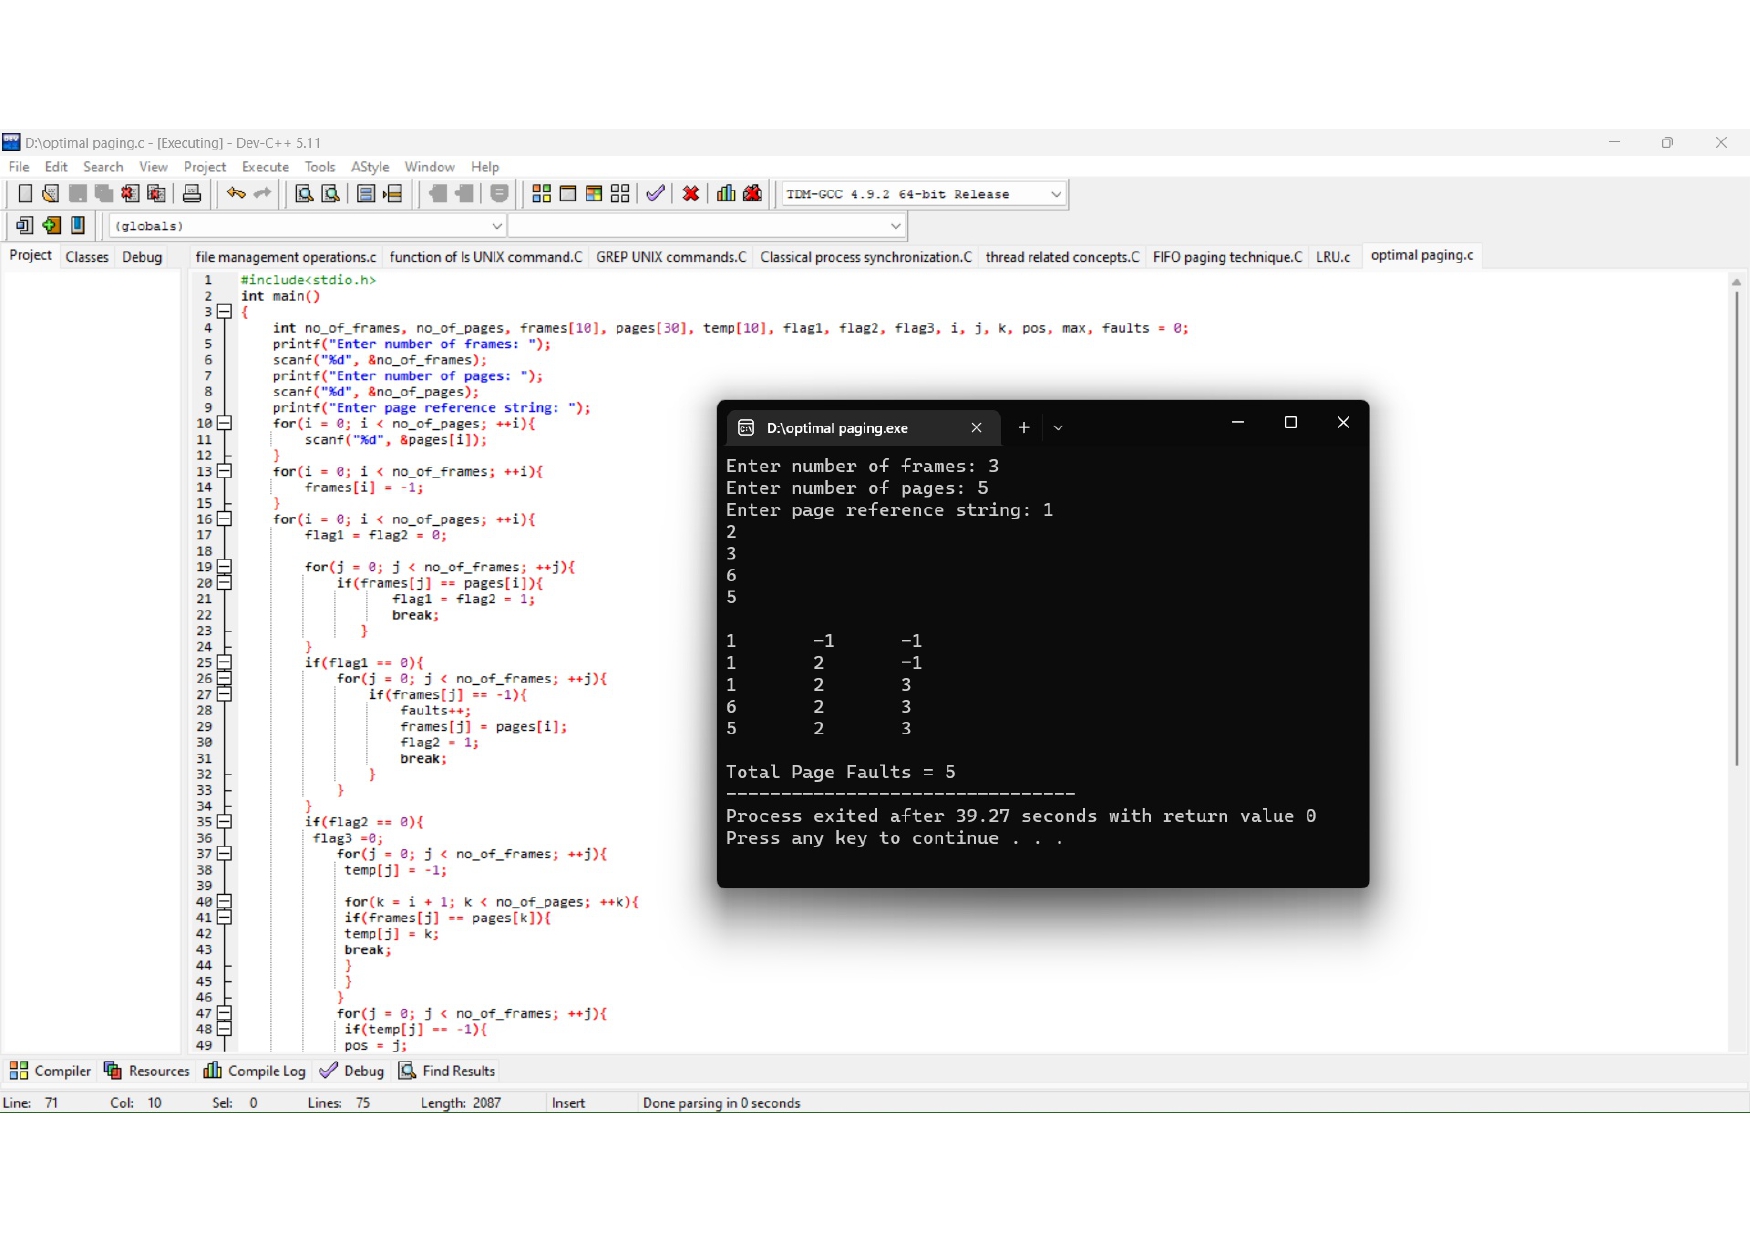 D:\optimal paging.c - [Executing] - Dev-C++ 5.11
File Edit Search View Project Execute Tools AStyle Window Help
TDM-GCC 4.9.2 64-bit Release
(globals)
Project Classes Debug
file management operations.c function of ls UNIX command.C GREP UNIX commands.C Classical process synchronization.C thread related concepts.C FIFO paging technique.C LRU.c optimal paging.c
1 #include<stdio.h>
2 int main()
3 {
4 int no_of_frames, no_of_pages, frames[10], pages[30], temp[10], flag1, flag2, flag3, i, j, k, pos, max, faults = 0;
5 printf("Enter number of frames: ");
6 scanf("%d", &no_of_frames);
7 printf("Enter number of pages: ");
8 scanf("%d", &no_of_pages);
9 printf("Enter page reference string: ");
10 for(i = 0; i < no_of_pages; ++i){
11 scanf("%d", &pages[i]);
12 }
13 for(i = 0; i < no_of_frames; ++i){
14 frames[i] = -1;
15 }
16 for(i = 0; i < no_of_pages; ++i){
17 flag1 = flag2 = 0;
18
19 for(j = 0; j < no_of_frames; ++j){
20 if(frames[j] == pages[i]){
21 flag1 = flag2 = 1;
22 break;
23 }
24 }
25 if(flag1 == 0){
26 for(j = 0; j < no_of_frames; ++j){
27 if(frames[j] == -1){
28 faults++;
29 frames[j] = pages[i];
30 flag2 = 1;
31 break;
32 }
33 }
34 }
35 if(flag2 == 0){
36 flag3 =0;
37 for(j = 0; j < no_of_frames; ++j){
38 temp[j] = -1;
39
40 for(k = i + 1; k < no_of_pages; ++k){
41 if(frames[j] == pages[k]){
42 temp[j] = k;
43 break;
44 }
45 }
46 }
47 for(j = 0; j < no_of_frames; ++j){
48 if(temp[j] == -1){
49 pos = j;
D:\optimal paging.exe
Enter number of frames: 3
Enter number of pages: 5
Enter page reference string: 1
2
3
6
5
1 -1 -1
1 2 -1
1 2 3
6 2 3
5 2 3
Total Page Faults = 5
--------------------------------
Process exited after 39.27 seconds with return value 0
Press any key to continue . . .
Compiler Resources Compile Log Debug Find Results
Line: 71 Col: 10 Sel: 0 Lines: 75 Length: 2087 Insert Done parsing in 0 seconds